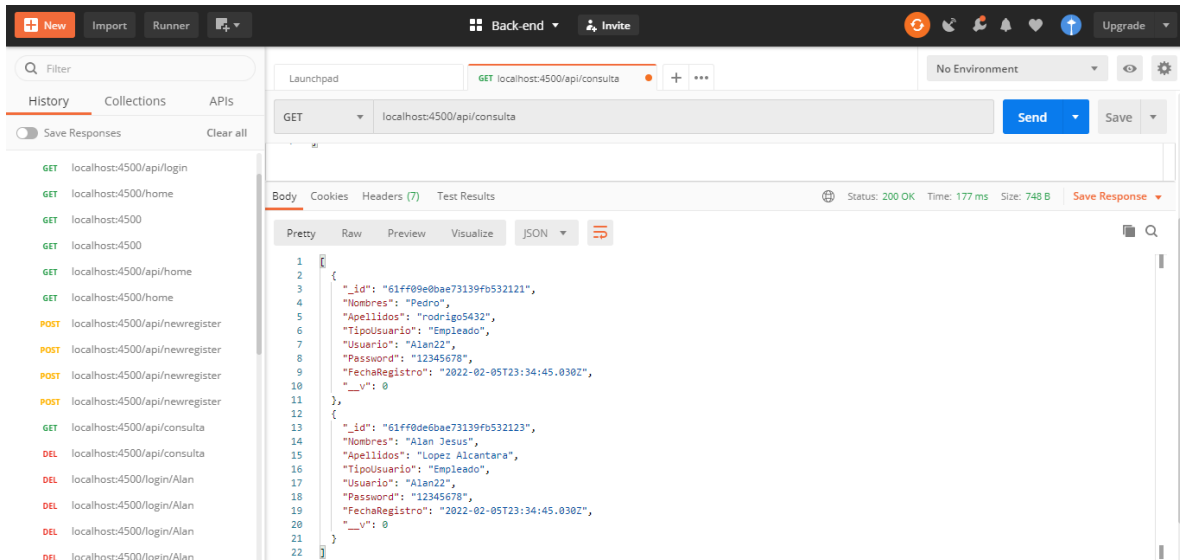 New Import Runner Back-end Invite Upgrade
Filter
History Collections APIs
Save Responses Clear all
GET localhost:4500/api/login
GET localhost:4500/home
GET localhost:4500
GET localhost:4500
GET localhost:4500/api/home
GET localhost:4500/home
POST localhost:4500/api/newregister
POST localhost:4500/api/newregister
POST localhost:4500/api/newregister
POST localhost:4500/api/newregister
GET localhost:4500/api/consulta
DEL localhost:4500/api/consulta
DEL localhost:4500/login/Alan
DEL localhost:4500/login/Alan
DEL localhost:4500/login/Alan
DEL localhost:4500/login/Alan
Launchpad GET localhost:4500/api/consulta No Environment
GET localhost:4500/api/consulta Send Save
Body Cookies Headers (7) Test Results Status: 200 OK Time: 177 ms Size: 748 B Save Response
Pretty Raw Preview Visualize JSON
1 [
2 {
3 "_id": "61ff09e0bae73139fb532121",
4 "Nombres": "Pedro",
5 "Apellidos": "rodrigo5432",
6 "TipoUsuario": "Empleado",
7 "Usuario": "Alan22",
8 "Password": "12345678",
9 "FechaRegistro": "2022-02-05T23:34:45.030Z",
10 "__v": 0
11 },
12 {
13 "_id": "61ff0de6bae73139fb532123",
14 "Nombres": "Alan Jesus",
15 "Apellidos": "Lopez Alcantara",
16 "TipoUsuario": "Empleado",
17 "Usuario": "Alan22",
18 "Password": "12345678",
19 "FechaRegistro": "2022-02-05T23:34:45.030Z",
20 "__v": 0
21 }
22 ]